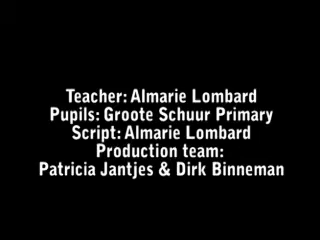 Teacher: Almarie Lombard
Pupils: Groote Schuur Primary
Script: Almarie Lombard
Production team:
Patricia Jantjes & Dirk Binneman